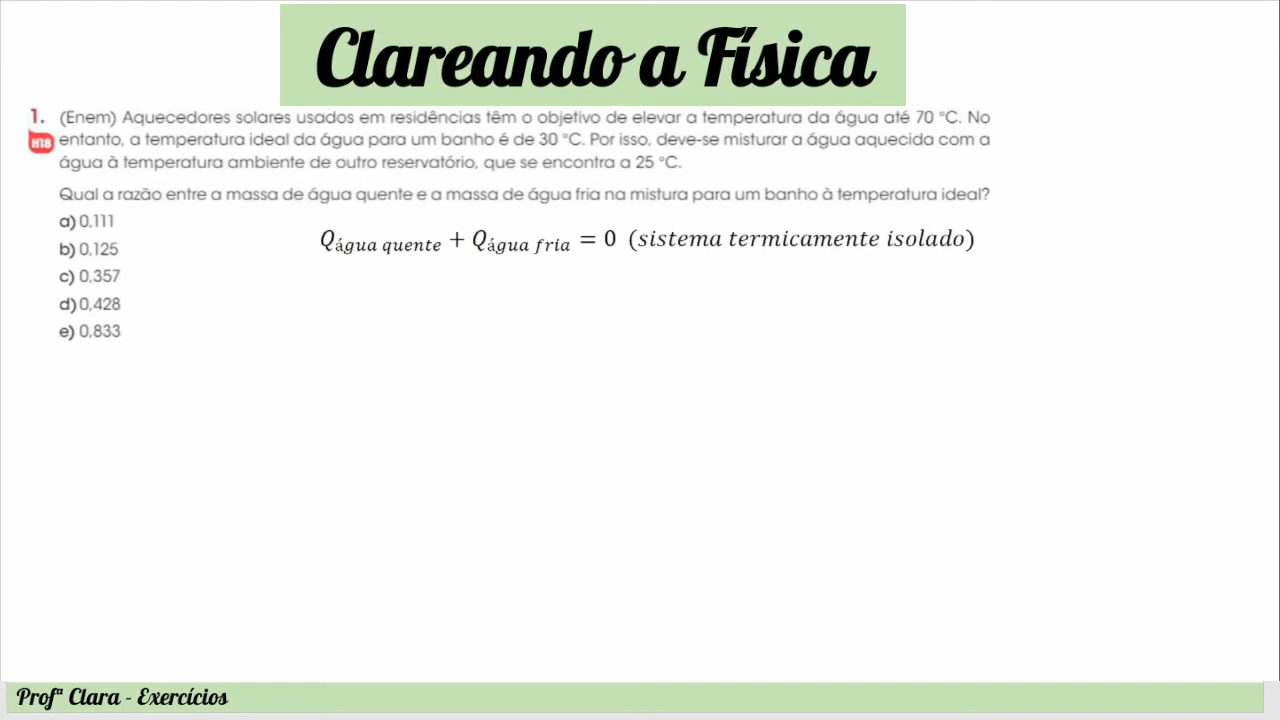 Clareando a Física
1. (Enem) Aquecedores solares usados em residências têm o objetivo de elevar a temperatura da água até 70 °C. No
H18 entanto, a temperatura ideal da água para um banho é de 30 °C. Por isso, deve-se misturar a água aquecida com a
água à temperatura ambiente de outro reservatório, que se encontra a 25 °C.
Qual a razão entre a massa de água quente e a massa de água fria na mistura para um banho à temperatura ideal?
a) 0,111
b) 0,125
c) 0,357
d) 0,428
e) 0,833
Qágua quente + Qágua fria = 0 (sistema termicamente isolado)
Profª Clara - Exercícios